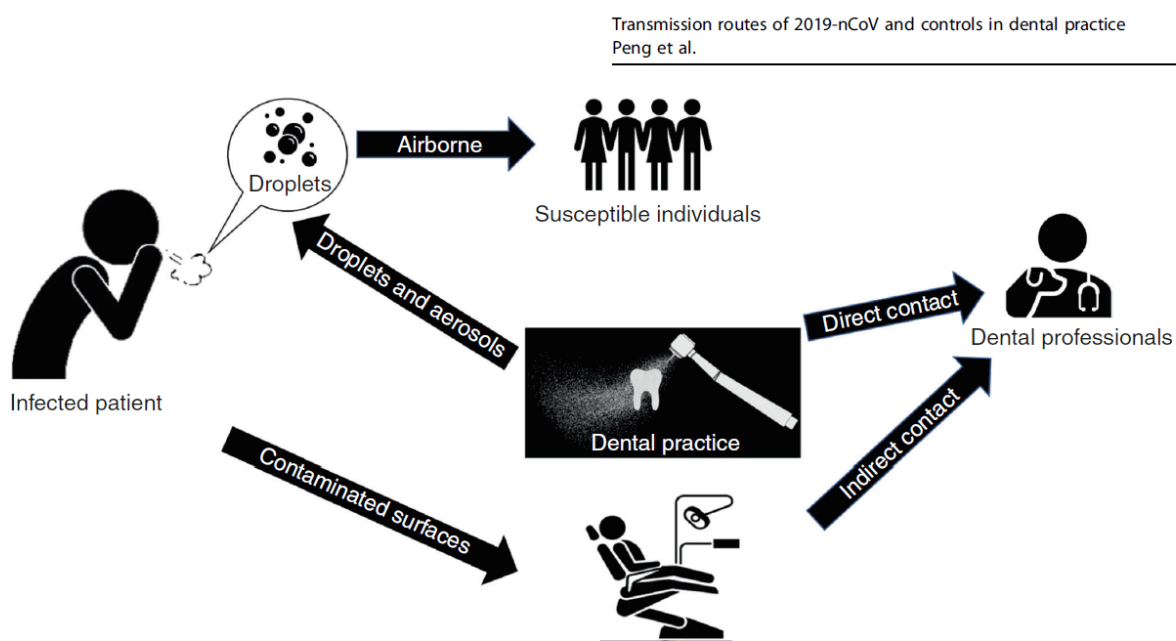 Transmission routes of 2019-nCoV and controls in dental practice
Peng et al.
Airborne
Droplets
Susceptible individuals
Droplets and aerosols
Direct contact
Dental professionals
Infected patient
Dental practice
Indirect contact
Contaminated surfaces